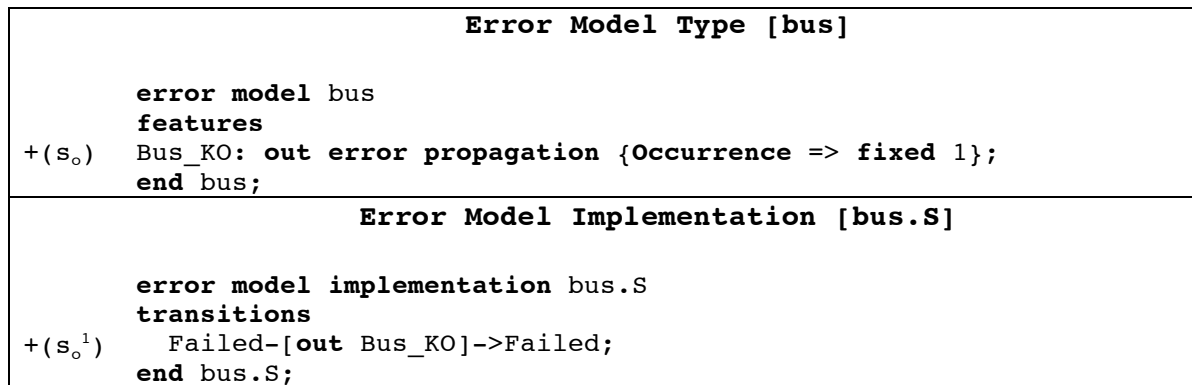 Error Model Type [bus]
error model bus
features
+(sₒ) Bus_KO: out error propagation {Occurrence => fixed 1};
end bus;
Error Model Implementation [bus.S]
error model implementation bus.S
transitions
+(sₒ¹) Failed-[out Bus_KO]->Failed;
end bus.S;